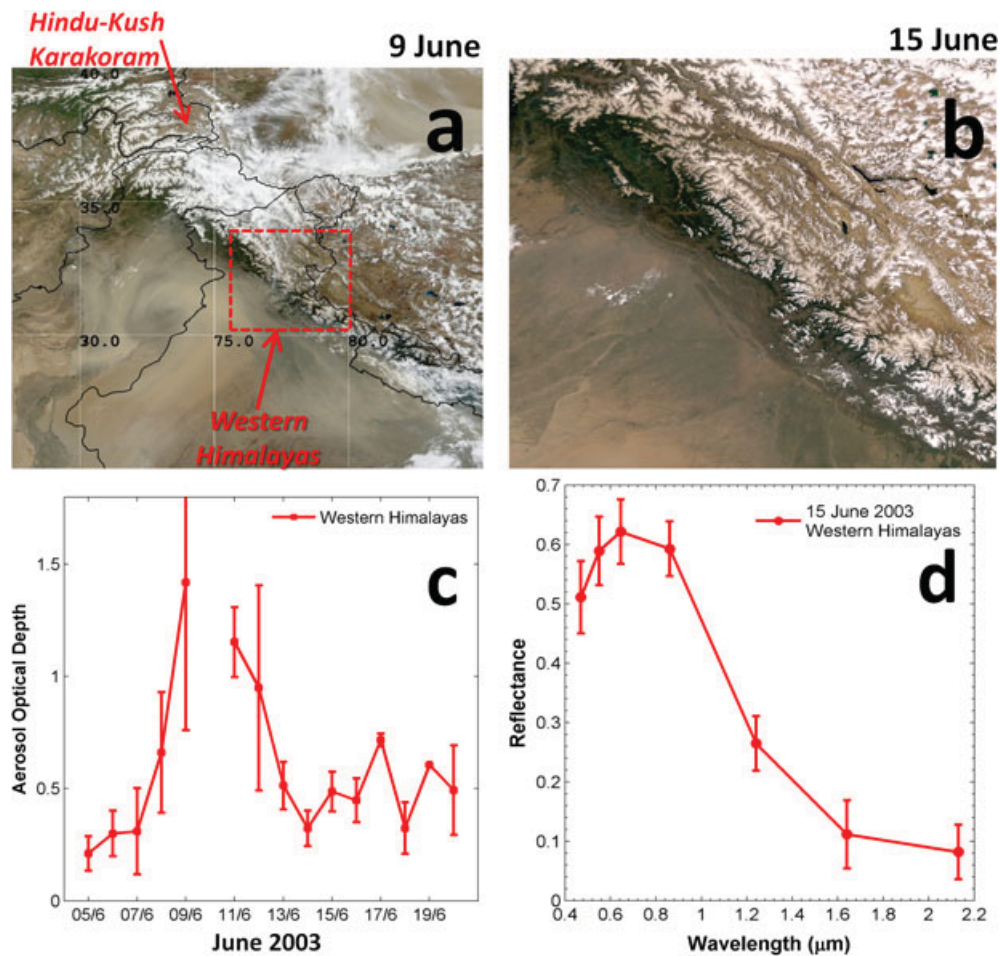 Hindu-Kush
Karakoram
9 June
15 June
40.0
a
b
35.0
30.0
75.0
80.0
Western
Himalayas
Western Himalayas
c
1.5
1
0.5
0
Aerosol Optical Depth
05/6 07/6 09/6 11/6 13/6 15/6 17/6 19/6
June 2003
15 June 2003
Western Himalayas
d
0.7
0.6
0.5
0.4
0.3
0.2
0.1
0
Reflectance
0.4 0.6 0.8 1 1.2 1.4 1.6 1.8 2 2.2
Wavelength (μm)